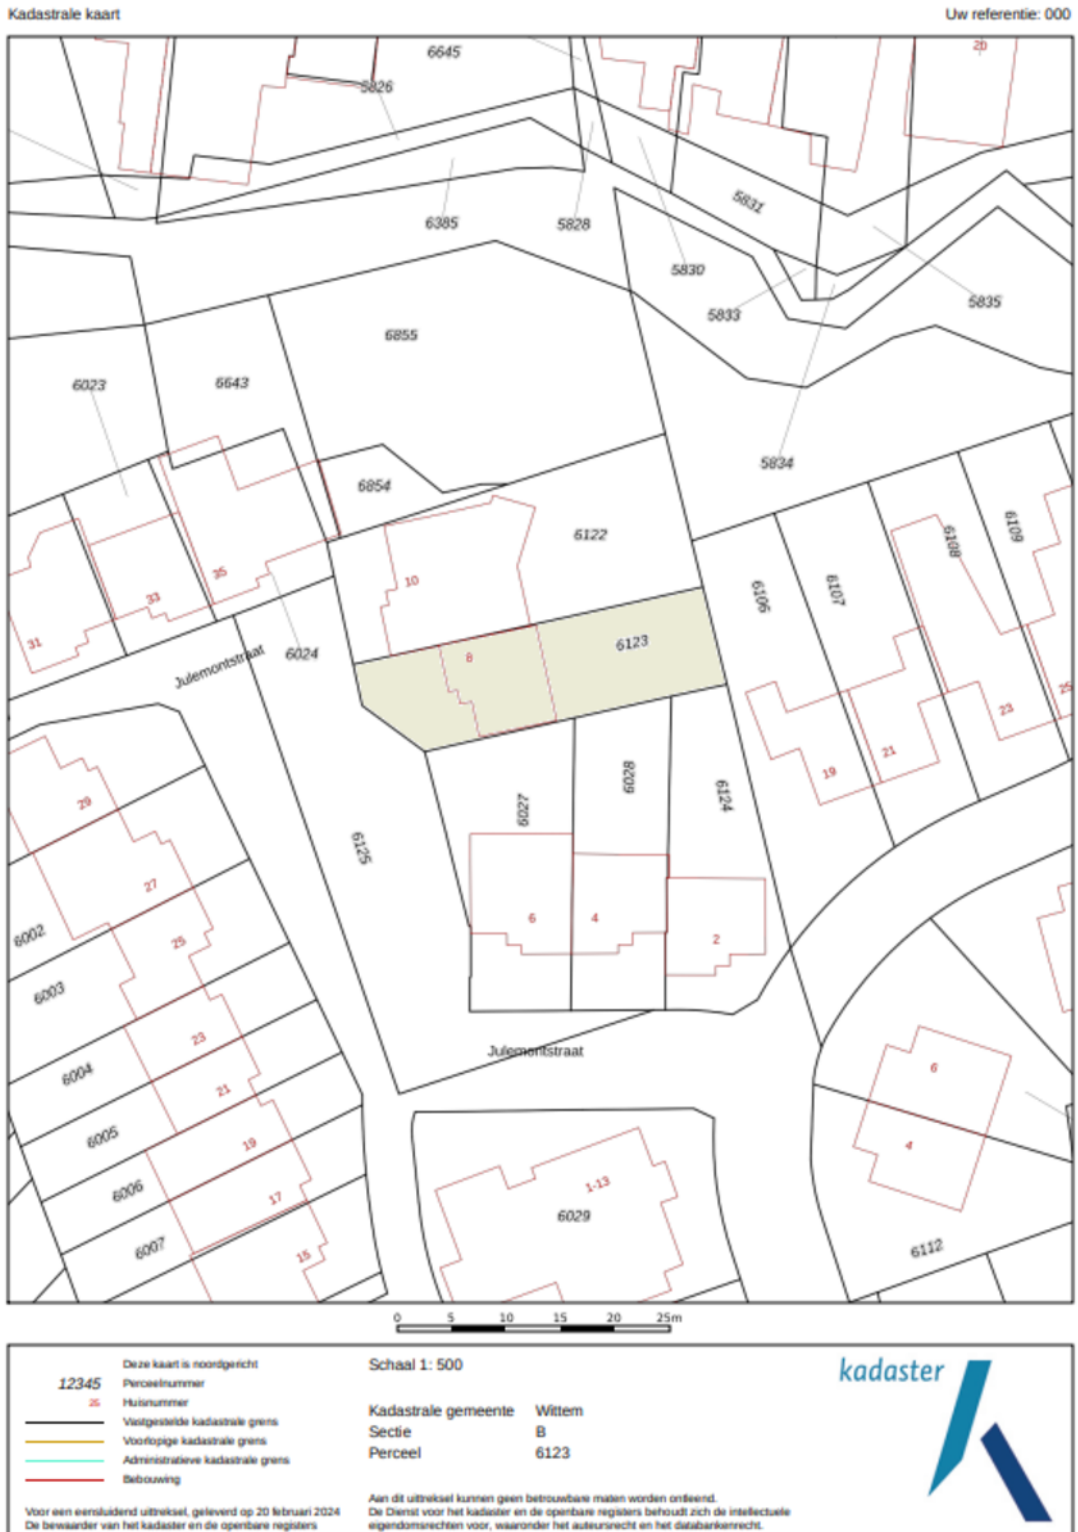 Kadastrale kaart
Uw referentie: 000
6645
20
5826
5831
6385
5828
5830
5833
5835
6855
6023
6643
5834
6854
6122
6109
6108
10
35
33
6107
6106
31
6123
8
6024
Julemontstraat
25
23
21
19
6028
6027
6124
29
6125
27
6
4
2
6002
25
6003
23
Julemontstraat
6
6004
21
6005
19
4
6006
17
1-13
6029
6007
15
6112
0 5 10 15 20 25m
Deze kaart is noordgericht
12345 Perceelnummer
25 Huisnummer
Vastgestelde kadastrale grens
Voorlopige kadastrale grens
Administratieve kadastrale grens
Bebouwing
Voor een eensluidend uittreksel, geleverd op 20 februari 2024
De bewaarder van het kadaster en de openbare registers
Schaal 1: 500
Kadastrale gemeente Wittem
Sectie B
Perceel 6123
Aan dit uittreksel kunnen geen betrouwbare maten worden ontleend.
De Dienst voor het kadaster en de openbare registers behoudt zich de intellectuele
eigendomsrechten voor, waaronder het auteursrecht en het databankenrecht.
kadaster